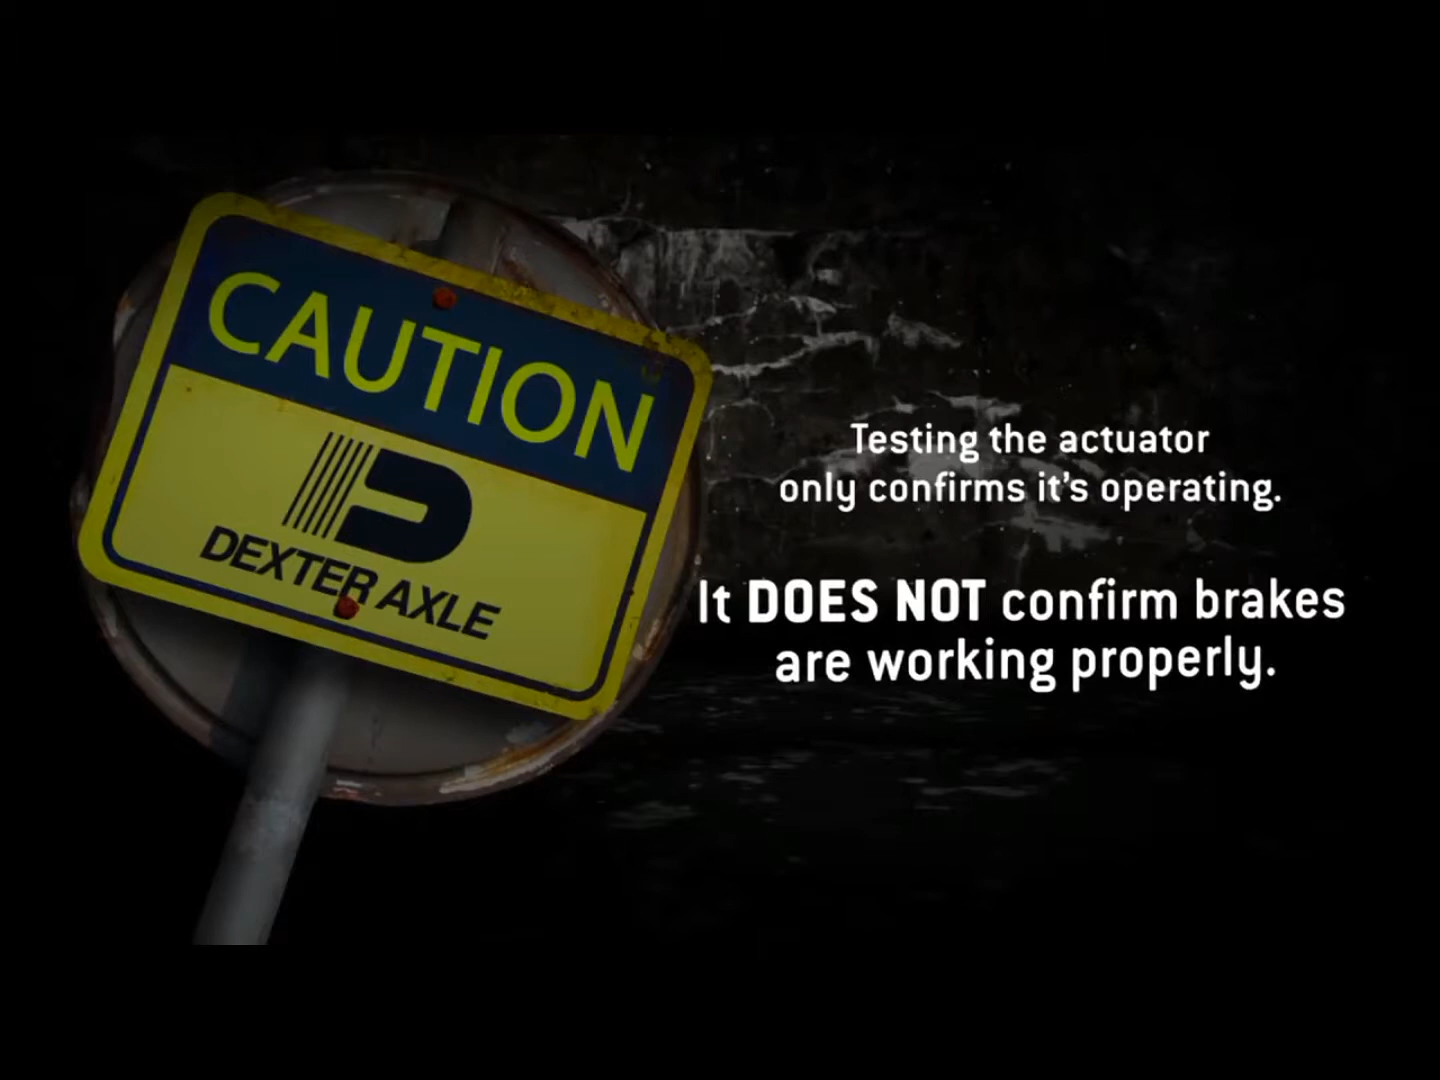 CAUTION
DEXTER AXLE
Testing the actuator
only confirms it's operating.
It DOES NOT confirm brakes
are working properly.